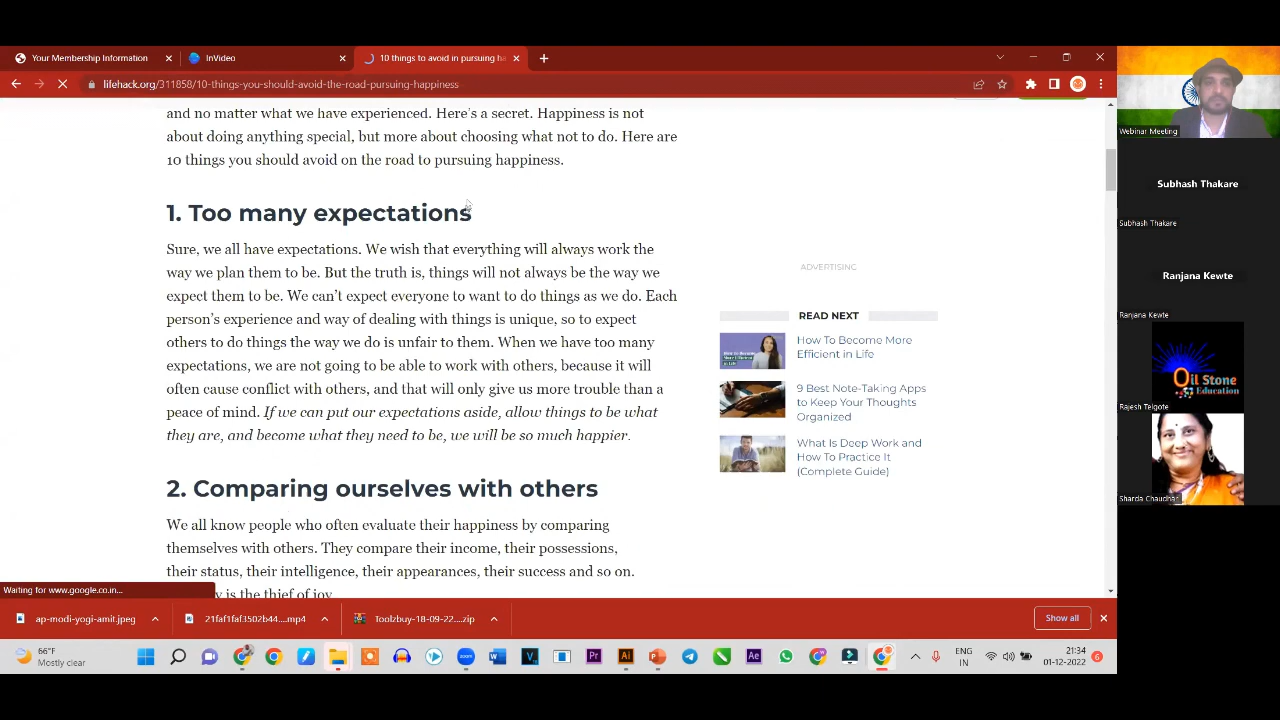 Your Membership Information
InVideo
10 things to avoid in pursuing ha
lifehack.org/311858/10-things-you-should-avoid-the-road-pursuing-happiness
and no matter what we have experienced. Here's a secret. Happiness is not
about doing anything special, but more about choosing what not to do. Here are
10 things you should avoid on the road to pursuing happiness.
1. Too many expectations
Sure, we all have expectations. We wish that everything will always work the
way we plan them to be. But the truth is, things will not always be the way we
expect them to be. We can't expect everyone to want to do things as we do. Each
person's experience and way of dealing with things is unique, so to expect
others to do things the way we do is unfair to them. When we have too many
expectations, we are not going to be able to work with others, because it will
often cause conflict with others, and that will only give us more trouble than a
peace of mind. If we can put our expectations aside, allow things to be what
they are, and become what they need to be, we will be so much happier.
2. Comparing ourselves with others
We all know people who often evaluate their happiness by comparing
themselves with others. They compare their income, their possessions,
their status, their intelligence, their appearances, their success and so on.
is the thief of joy
ADVERTISING
READ NEXT
How To Become More
Efficient in Life
9 Best Note-Taking Apps
to Keep Your Thoughts
Organized
What Is Deep Work and
How To Practice It
(Complete Guide)
Waiting for www.google.co.in...
ap-modi-yogi-amit.jpeg
21faf1faf3502b44....mp4
Toolzbuy-18-09-22....zip
Show all
66°F
Mostly clear
ENG
IN
21:34
01-12-2022
6
Webinar Meeting
Subhash Thakare
Subhash Thakare
Ranjana Kewte
Ranjana Kewte
Oil Stone
Education
Rajesh Telgote
Sharda Chaudhar